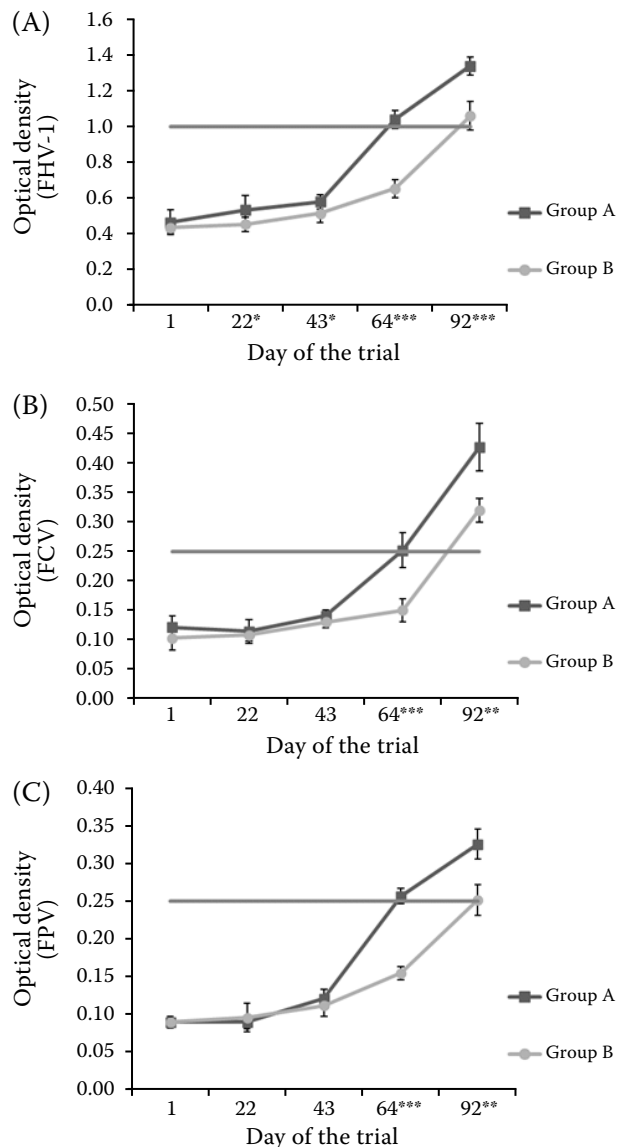 (A)
Optical density
(FHV-1)
1.6
1.4
1.2
1.0
0.8
0.6
0.4
0.2
0.0
1 22* 43* 64*** 92***
Day of the trial
Group A
Group B
(B)
Optical density
(FCV)
0.50
0.45
0.40
0.35
0.30
0.25
0.20
0.15
0.10
0.05
0.00
1 22 43 64*** 92**
Day of the trial
Group A
Group B
(C)
Optical density
(FPV)
0.40
0.35
0.30
0.25
0.20
0.15
0.10
0.05
0.00
1 22 43 64*** 92**
Day of the trial
Group A
Group B